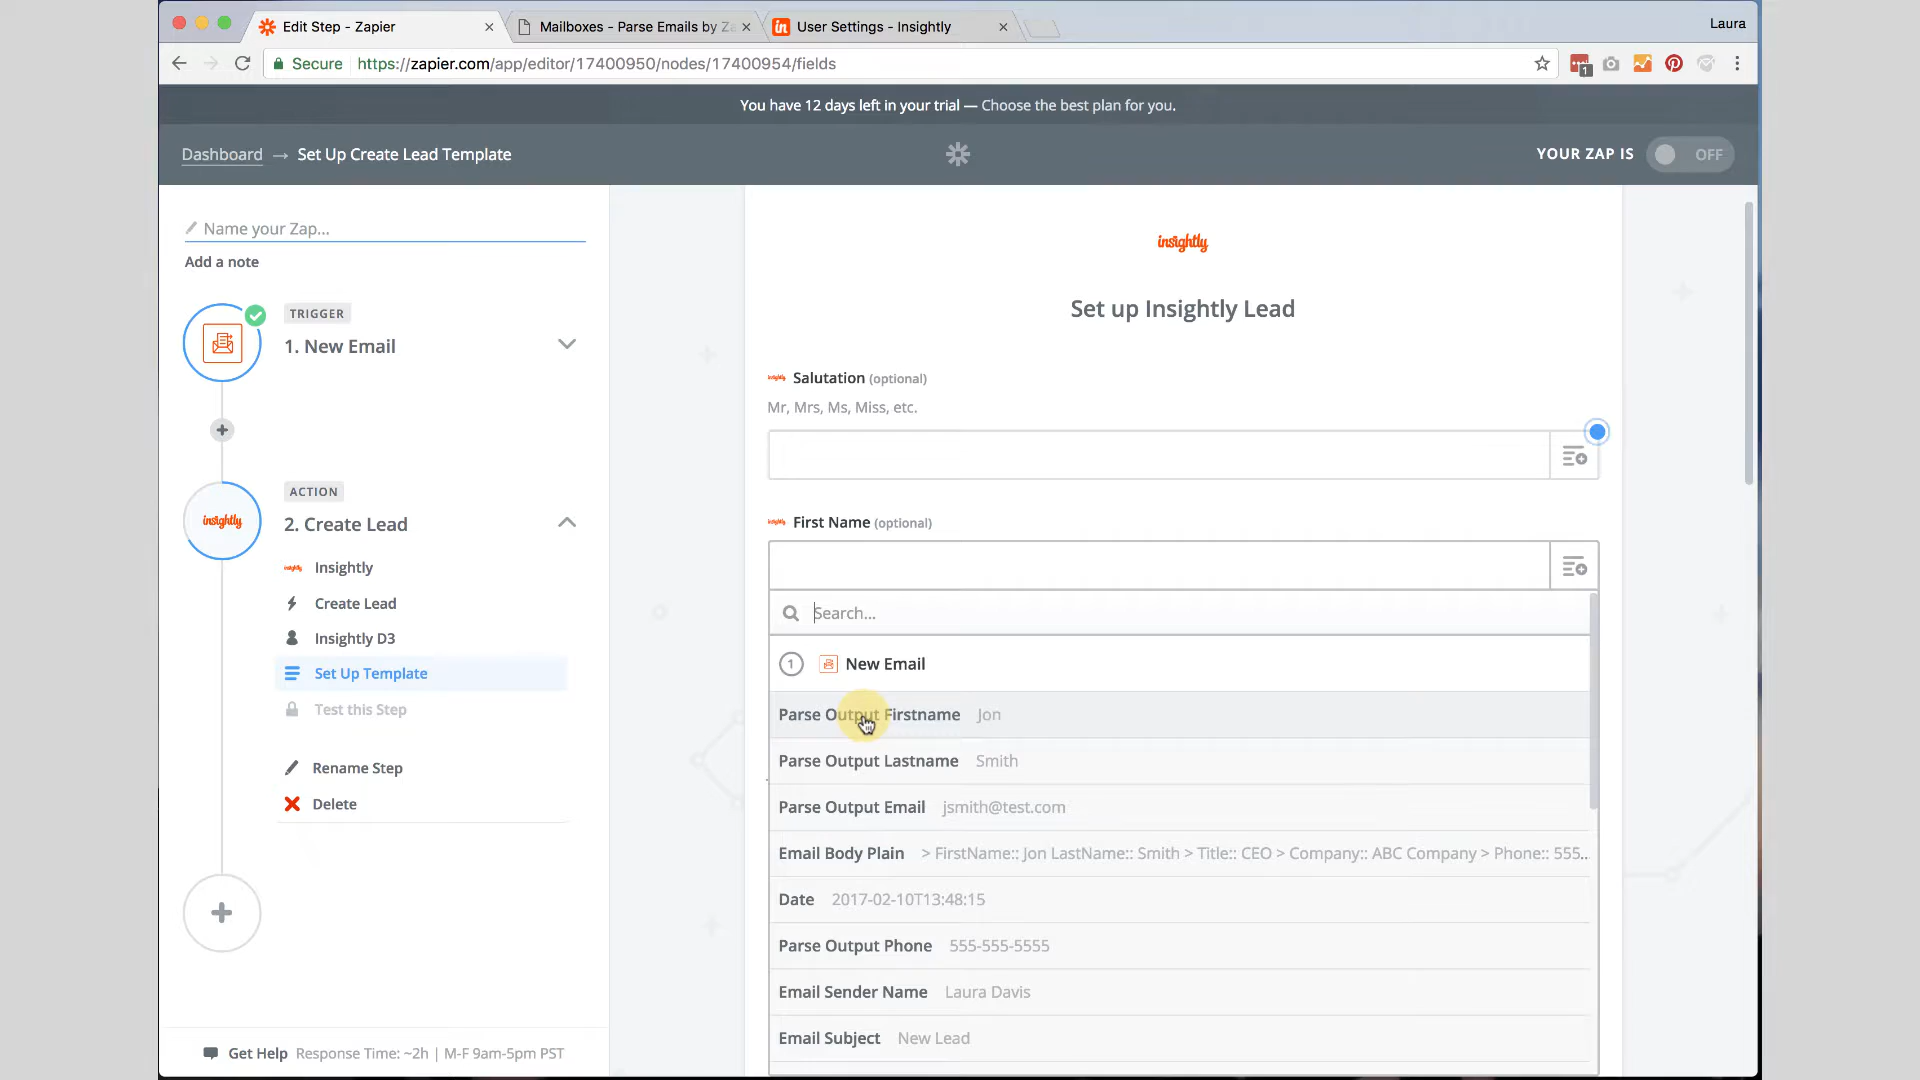 Edit Step - Zapier
Mailboxes - Parse Emails by Za
User Settings - Insightly
Laura
Secure
https://zapier.com/app/editor/17400950/nodes/17400954/fields
1
You have 12 days left in your trial — Choose the best plan for you.
Dashboard → Set Up Create Lead Template
YOUR ZAP IS
OFF
Name your Zap...
Add a note
TRIGGER
1. New Email
ACTION
insightly
2. Create Lead
Insightly
Create Lead
Insightly D3
Set Up Template
Test this Step
Rename Step
Delete
Get Help Response Time: ~2h | M-F 9am-5pm PST
insightly
Set up Insightly Lead
insightly Salutation (optional)
Mr, Mrs, Ms, Miss, etc.
insightly First Name (optional)
Search...
1 New Email
Parse Output Firstname Jon
Parse Output Lastname Smith
Parse Output Email jsmith@test.com
Email Body Plain > FirstName:: Jon LastName:: Smith > Title:: CEO > Company:: ABC Company > Phone:: 555...
Date 2017-02-10T13:48:15
Parse Output Phone 555-555-5555
Email Sender Name Laura Davis
Email Subject New Lead